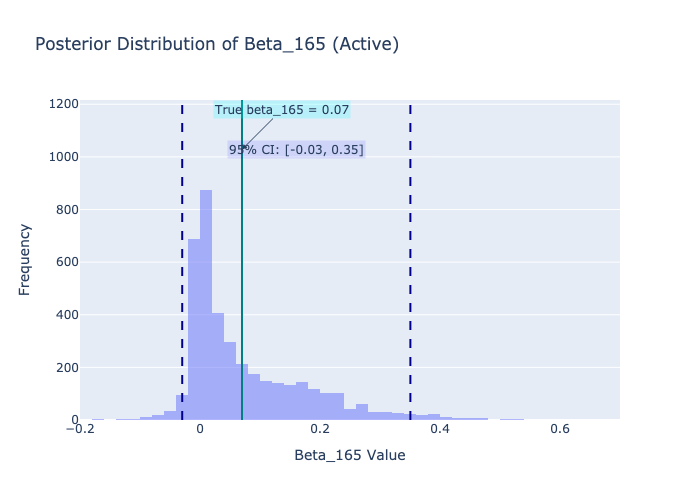 Posterior Distribution of Beta_165 (Active)
True beta_165 = 0.07
95% CI: [-0.03, 0.35]
1200
1000
800
600
400
200
0
Frequency
−0.2
0
0.2
0.4
0.6
Beta_165 Value